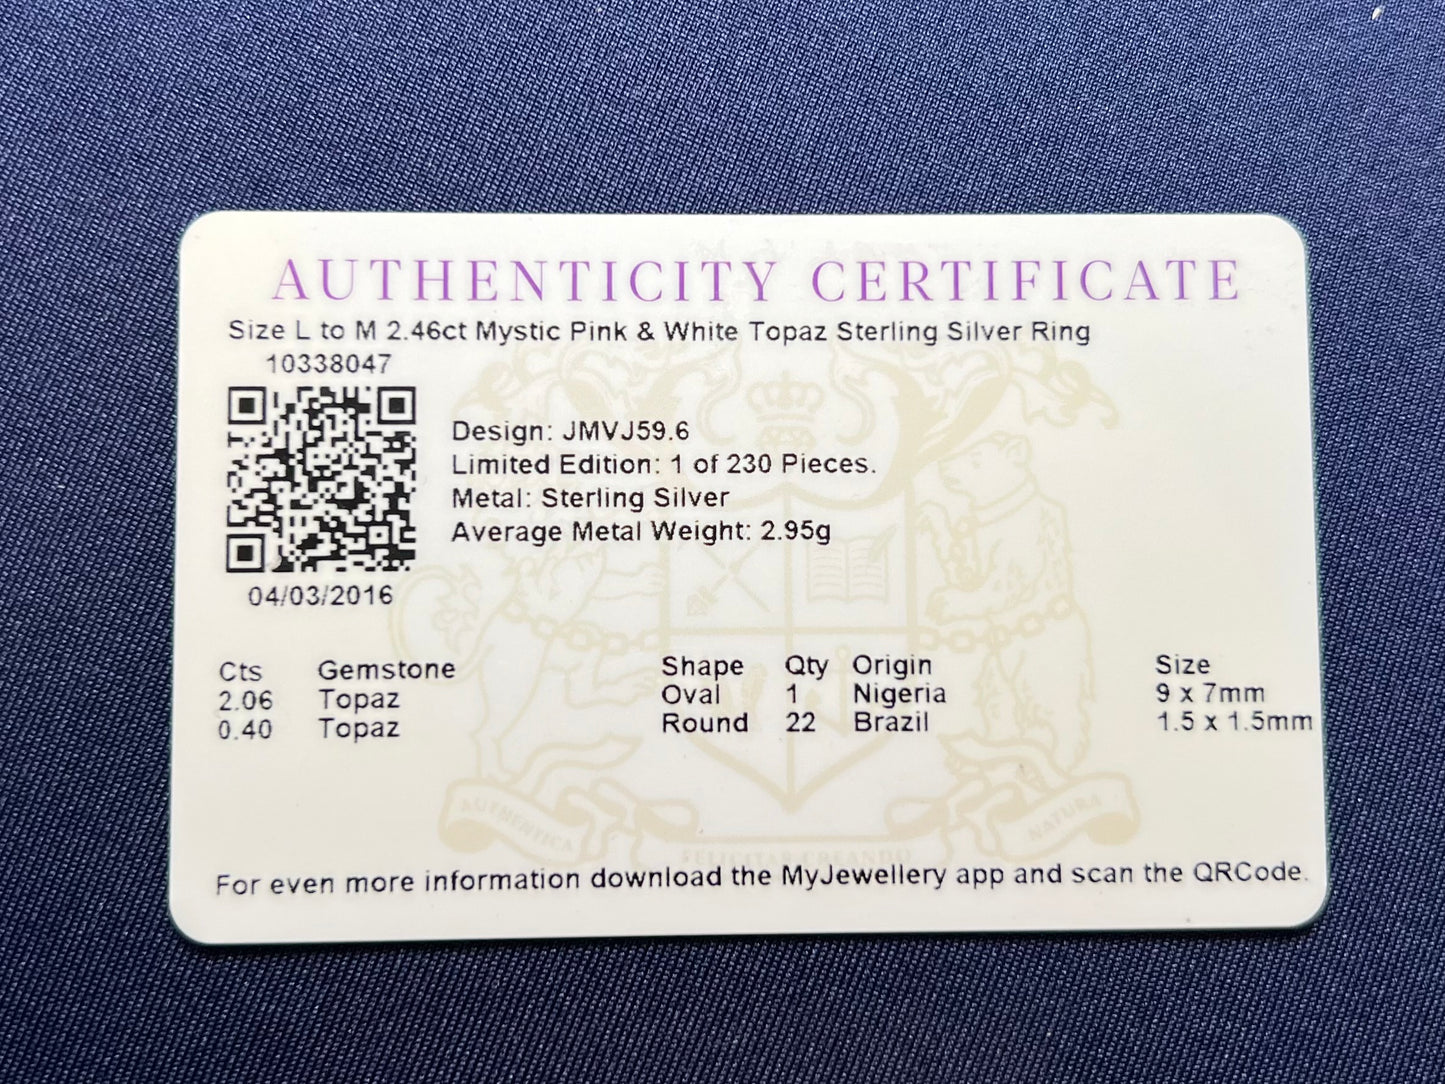 AUTHENTICITY CERTIFICATE
Size L to M 2.46ct Mystic Pink & White Topaz Sterling Silver Ring
10338047
Design: JMVJ59.6
Limited Edition: 1 of 230 Pieces.
Metal: Sterling Silver
Average Metal Weight: 2.95g
04/03/2016
Cts Gemstone Shape Qty Origin Size
2.06 Topaz Oval 1 Nigeria 9 x 7mm
0.40 Topaz Round 22 Brazil 1.5 x 1.5mm
AUTHENTICA NATURA
FELICITAS CREANDO
For even more information download the MyJewellery app and scan the QRCode.